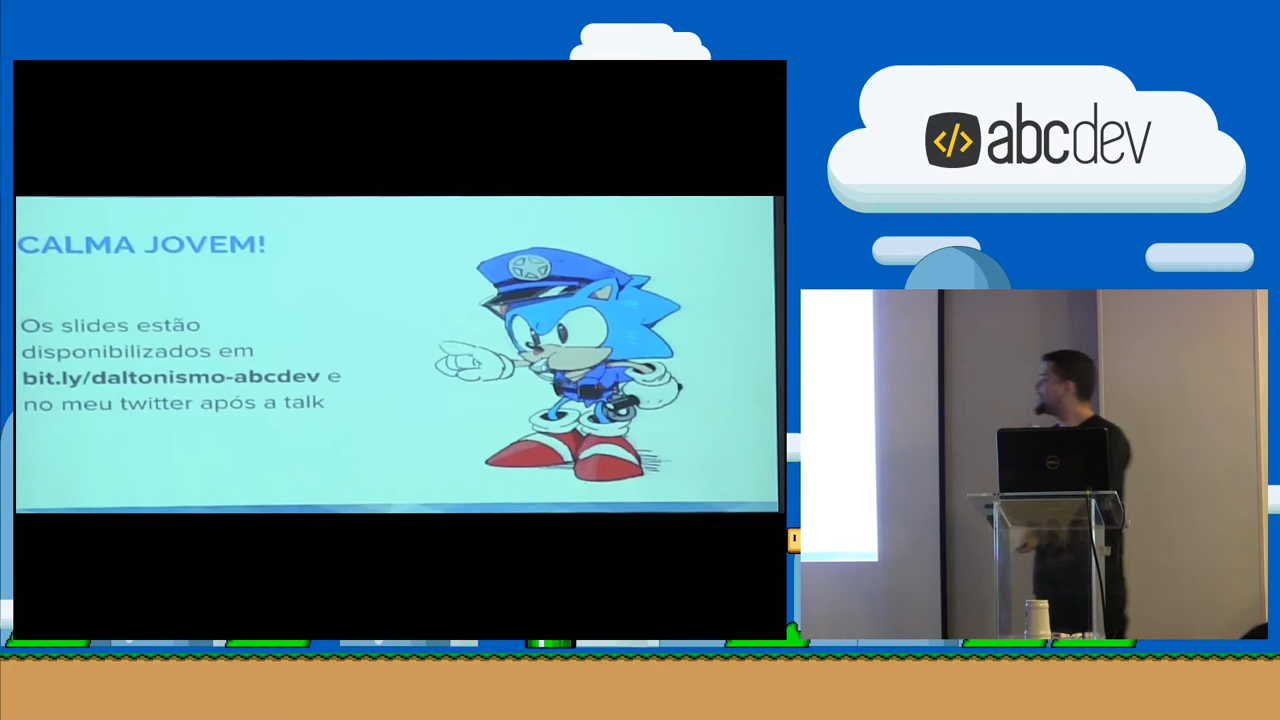 CALMA JOVEM!
Os slides estão
disponibilizados em
bit.ly/daltonismo-abcdev e
no meu twitter após a talk
</> abcdev